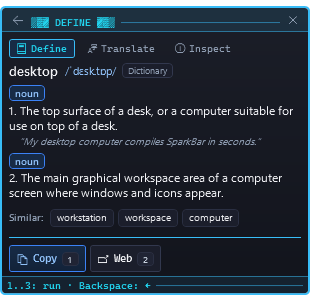 ← ▒▓▓ DEFINE ▓▓▒ ×
Define Translate Inspect
desktop /ˈdɛsk.tɒp/ Dictionary
noun
1. The top surface of a desk, or a computer suitable for
use on top of a desk.
"My desktop computer compiles SparkBar in seconds."
noun
2. The main graphical workspace area of a computer
screen where windows and icons appear.
Similar: workstation workspace computer
Copy 1 Web 2
1..3: run · Backspace: ←